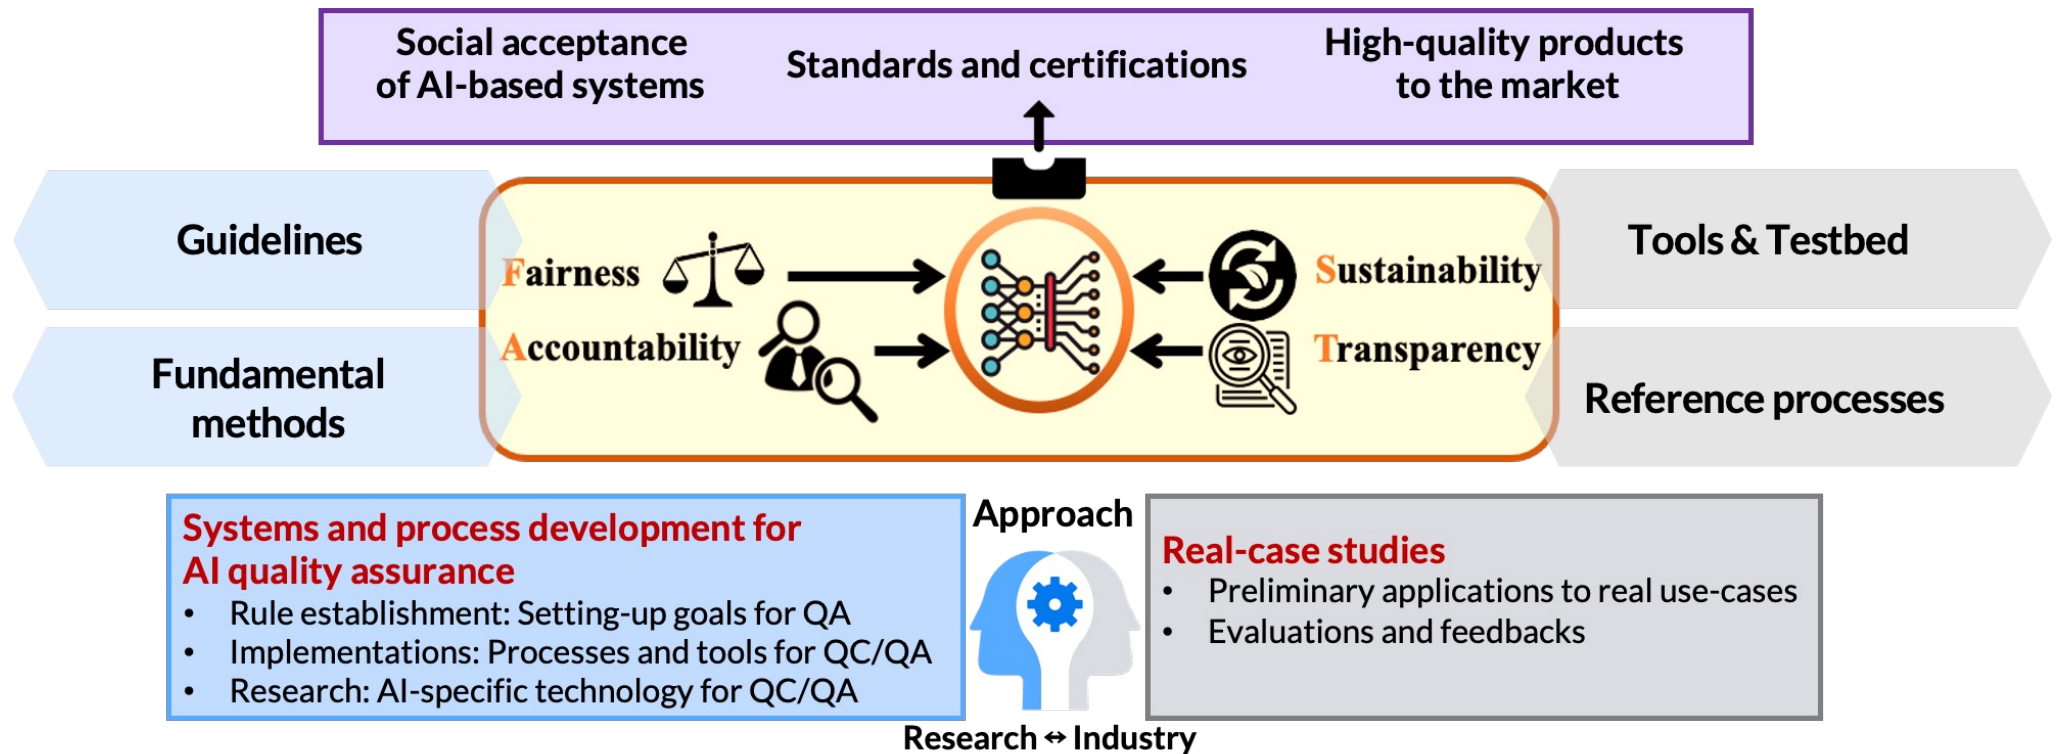 Social acceptance
of AI-based systems
Standards and certifications
High-quality products
to the market
Guidelines
Fundamental
methods
Fairness
Accountability
Sustainability
Transparency
Tools & Testbed
Reference processes
Systems and process development for
AI quality assurance
• Rule establishment: Setting-up goals for QA
• Implementations: Processes and tools for QC/QA
• Research: AI-specific technology for QC/QA
Approach
Research ↔ Industry
Real-case studies
• Preliminary applications to real use-cases
• Evaluations and feedbacks